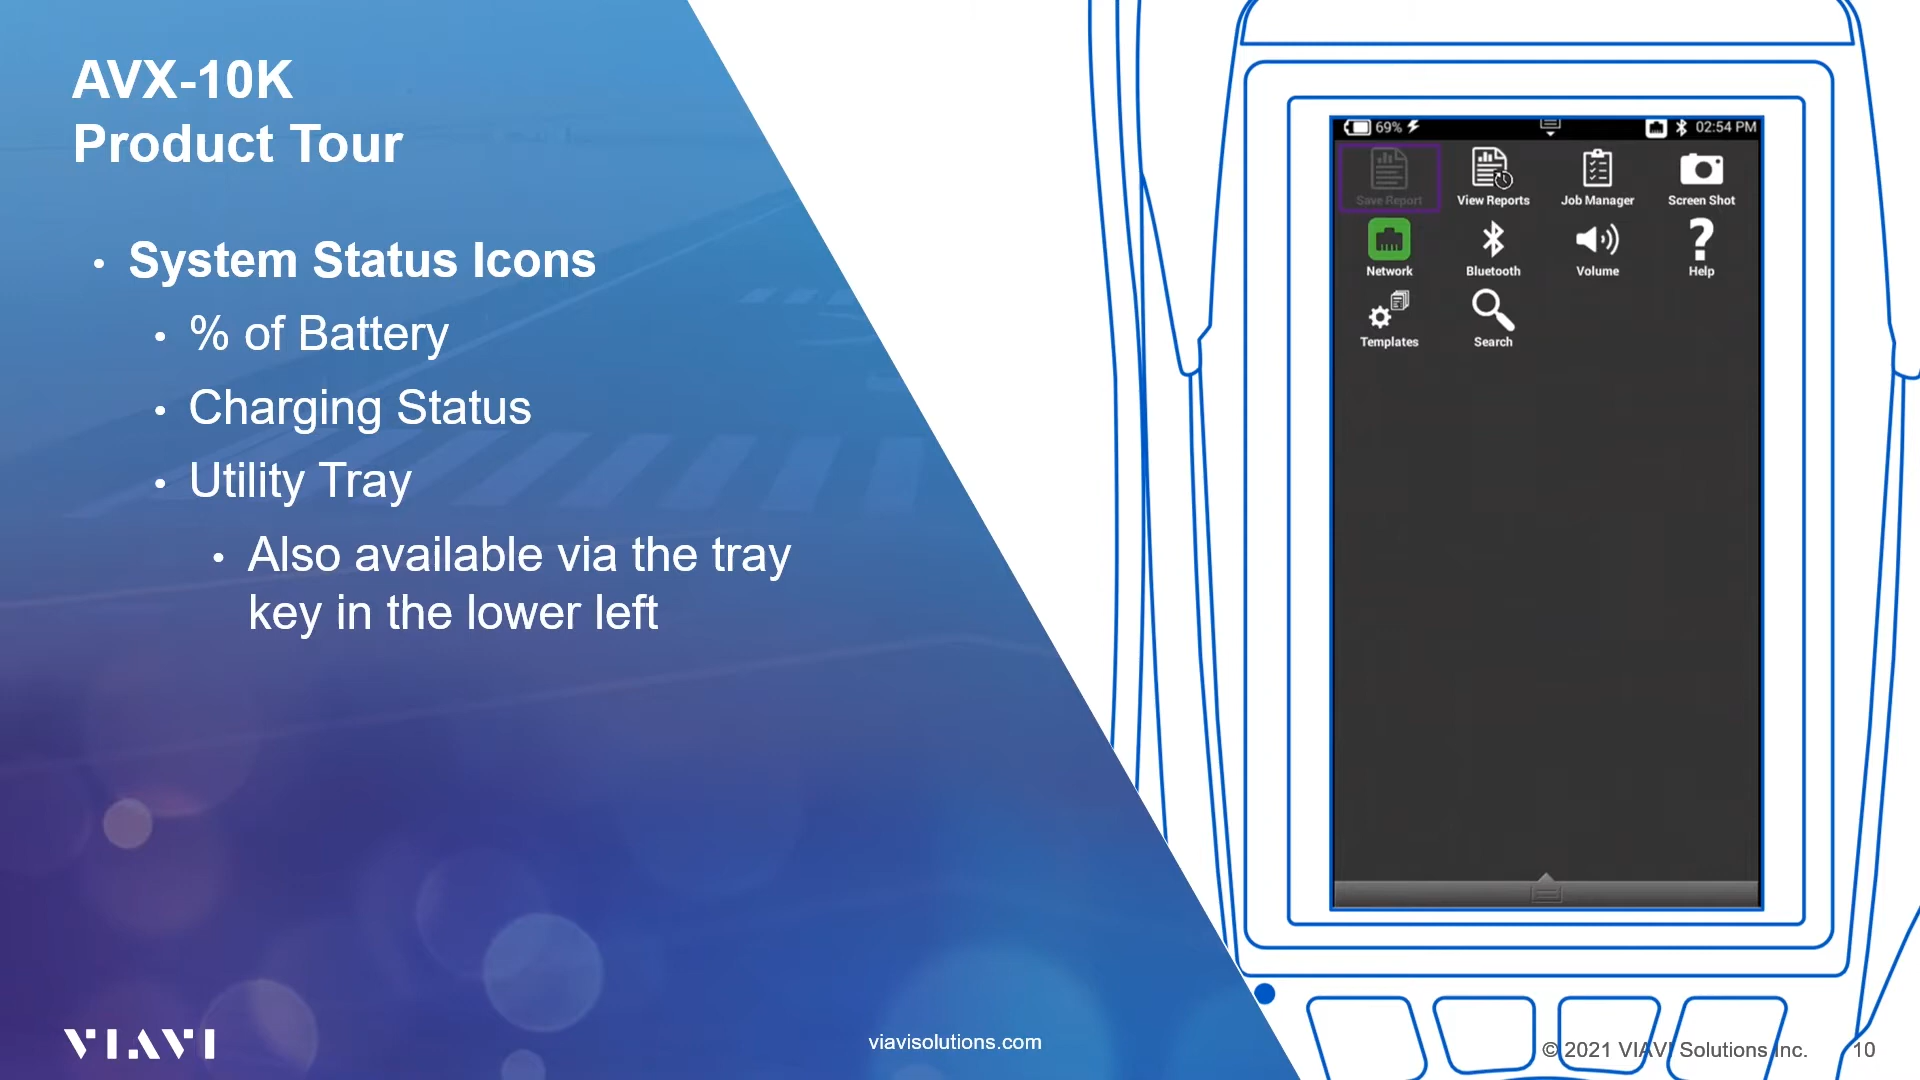 AVX-10K
Product Tour
• System Status Icons
• % of Battery
• Charging Status
• Utility Tray
• Also available via the tray
key in the lower left
69% 02:54 PM
Save Report View Reports Job Manager Screen Shot
Network Bluetooth Volume Help
Templates Search
VIAVI
viavisolutions.com
© 2021 VIAVI Solutions Inc.
10